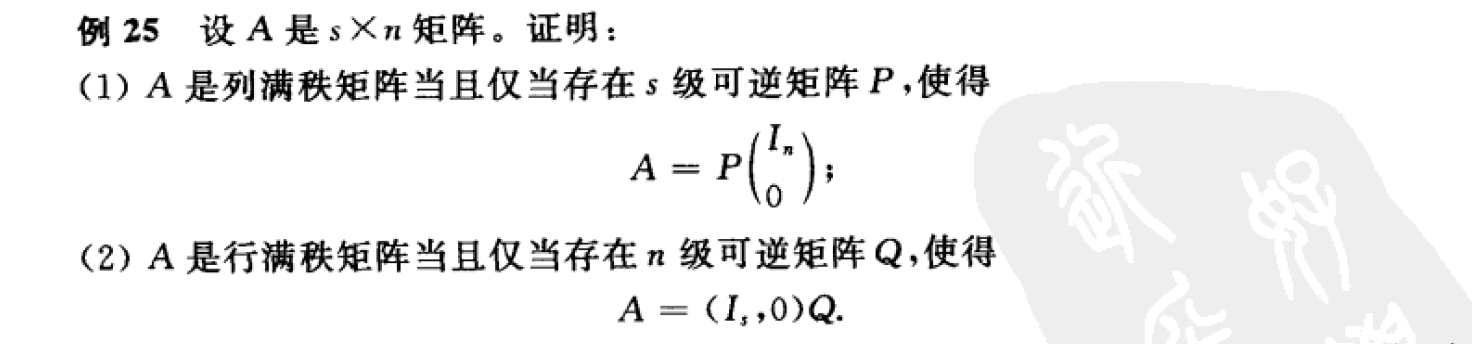 例 25 设 A 是 s×n 矩阵。证明：
(1) A 是列满秩矩阵当且仅当存在 s 级可逆矩阵 P,使得
A = P(I_n 0);
(2) A 是行满秩矩阵当且仅当存在 n 级可逆矩阵 Q,使得
A = (I_s,0)Q.